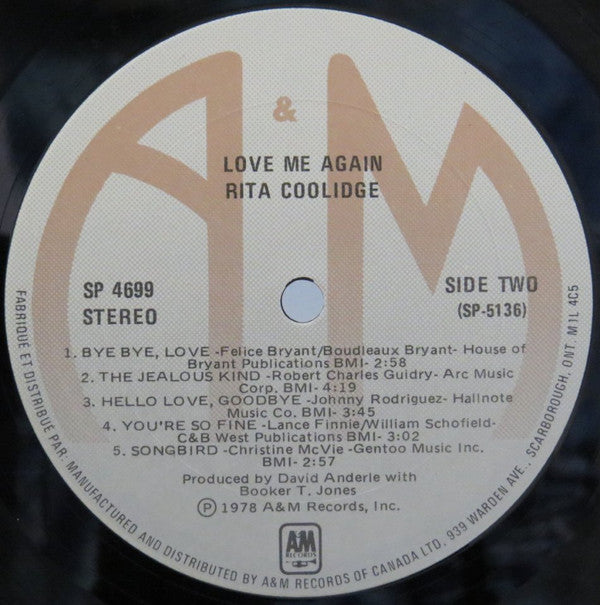 A & M
LOVE ME AGAIN
RITA COOLIDGE
SP 4699
STEREO
SIDE TWO
(SP-5136)
1. BYE BYE, LOVE -Felice Bryant/Boudleaux Bryant- House of
Bryant Publications BMI- 2:58
2. THE JEALOUS KIND -Robert Charles Guidry- Arc Music
Corp. BMI- 4:19
3. HELLO LOVE, GOODBYE -Johnny Rodriguez- Hallnote
Music Co. BMI- 3:45
4. YOU'RE SO FINE -Lance Finnie/William Schofield-
C&B West Publications BMI- 3:02
5. SONGBIRD -Christine McVie -Gentoo Music Inc.
BMI- 2:57
Produced by David Anderle with
Booker T. Jones
Ⓟ 1978 A&M Records, Inc.
A&M
RECORDS
FABRIQUÉ ET DISTRIBUÉ PAR: MANUFACTURED AND DISTRIBUTED BY A&M RECORDS OF CANADA LTD. 939 WARDEN AVE., SCARBOROUGH, ONT. M1L 4C5